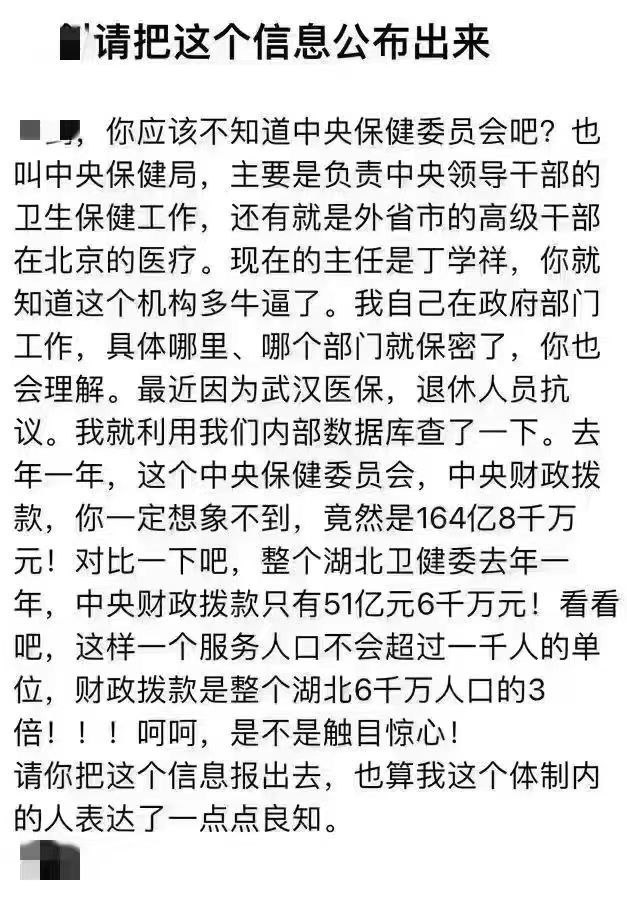 请把这个信息公布出来
，你应该不知道中央保健委员会吧？也
叫中央保健局，主要是负责中央领导干部的
卫生保健工作，还有就是外省市的高级干部
在北京的医疗。现在的主任是丁学祥，你就
知道这个机构多牛逼了。我自己在政府部门
工作，具体哪里、哪个部门就保密了，你也
会理解。最近因为武汉医保，退休人员抗
议。我就利用我们内部数据库查了一下。去
年一年，这个中央保健委员会，中央财政拨
款，你一定想象不到，竟然是164亿8千万
元！对比一下吧，整个湖北卫健委去年一
年，中央财政拨款只有51亿元6千万元！看看
吧，这样一个服务人口不会超过一千人的单
位，财政拨款是整个湖北6千万人口的3
倍！！！呵呵，是不是触目惊心！
请你把这个信息报出去，也算我这个体制内
的人表达了一点点良知。